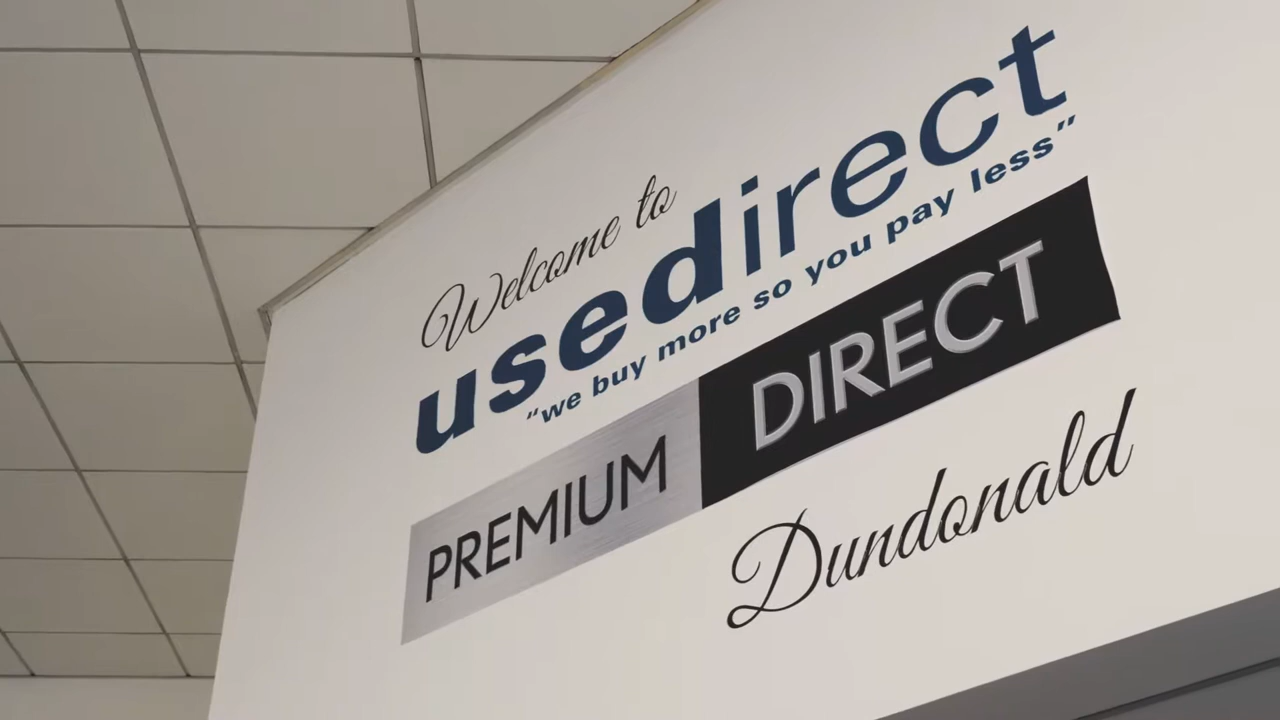 Welcome to
usedirect
"we buy more so you pay less"
PREMIUM DIRECT
Dundonald